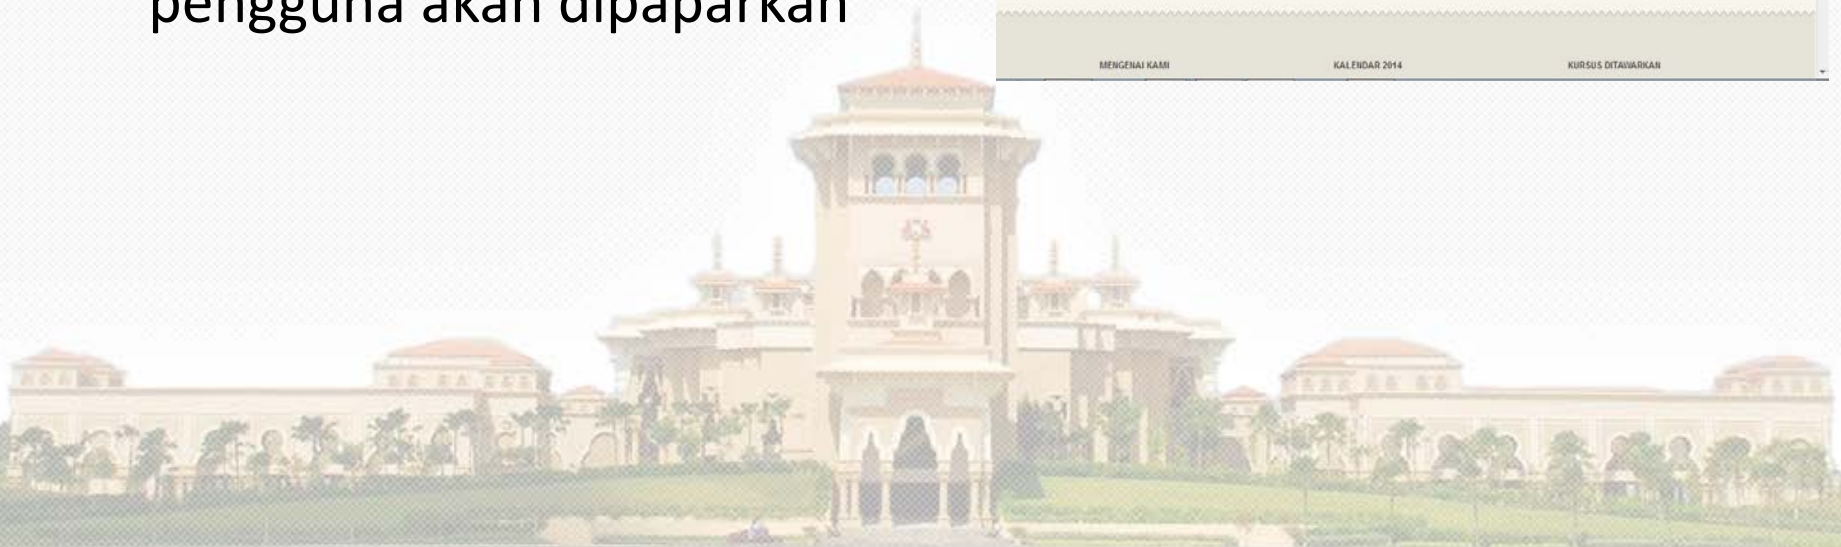 pengguna akan dipaparkan
MENGENAI KAMI
KALENDAR 2014
KURSUS DITAWARKAN